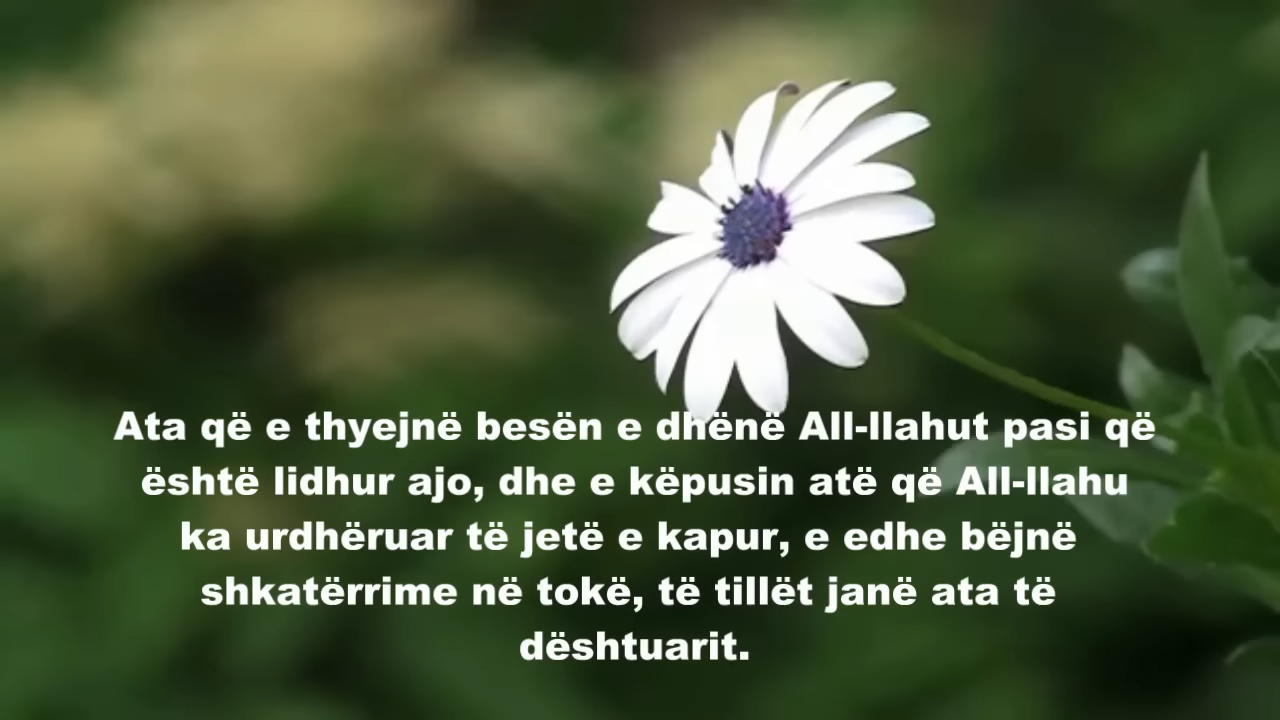 Ata që e thyejnë besën e dhënë All-llahut pasi që
është lidhur ajo, dhe e këpusin atë që All-llahu
ka urdhëruar të jetë e kapur, e edhe bëjnë
shkatërrime në tokë, të tillët janë ata të
dështuarit.